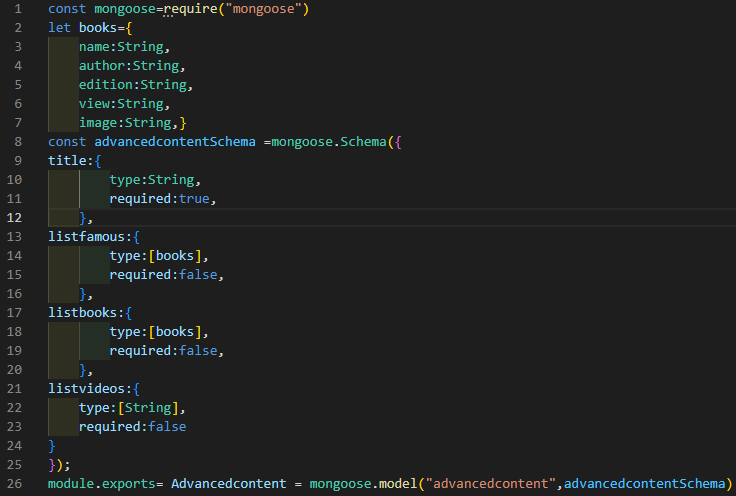 1 const mongoose=require("mongoose")
2 let books={
3     name:String,
4     author:String,
5     edition:String,
6     view:String,
7     image:String,}
8 const advancedcontentSchema =mongoose.Schema({
9 title:{
10         type:String,
11         required:true,
12     },
13 listfamous:{
14         type:[books],
15         required:false,
16     },
17 listbooks:{
18         type:[books],
19         required:false,
20     },
21 listvideos:{
22     type:[String],
23     required:false
24 }
25 });
26 module.exports= Advancedcontent = mongoose.model("advancedcontent",advancedcontentSchema)